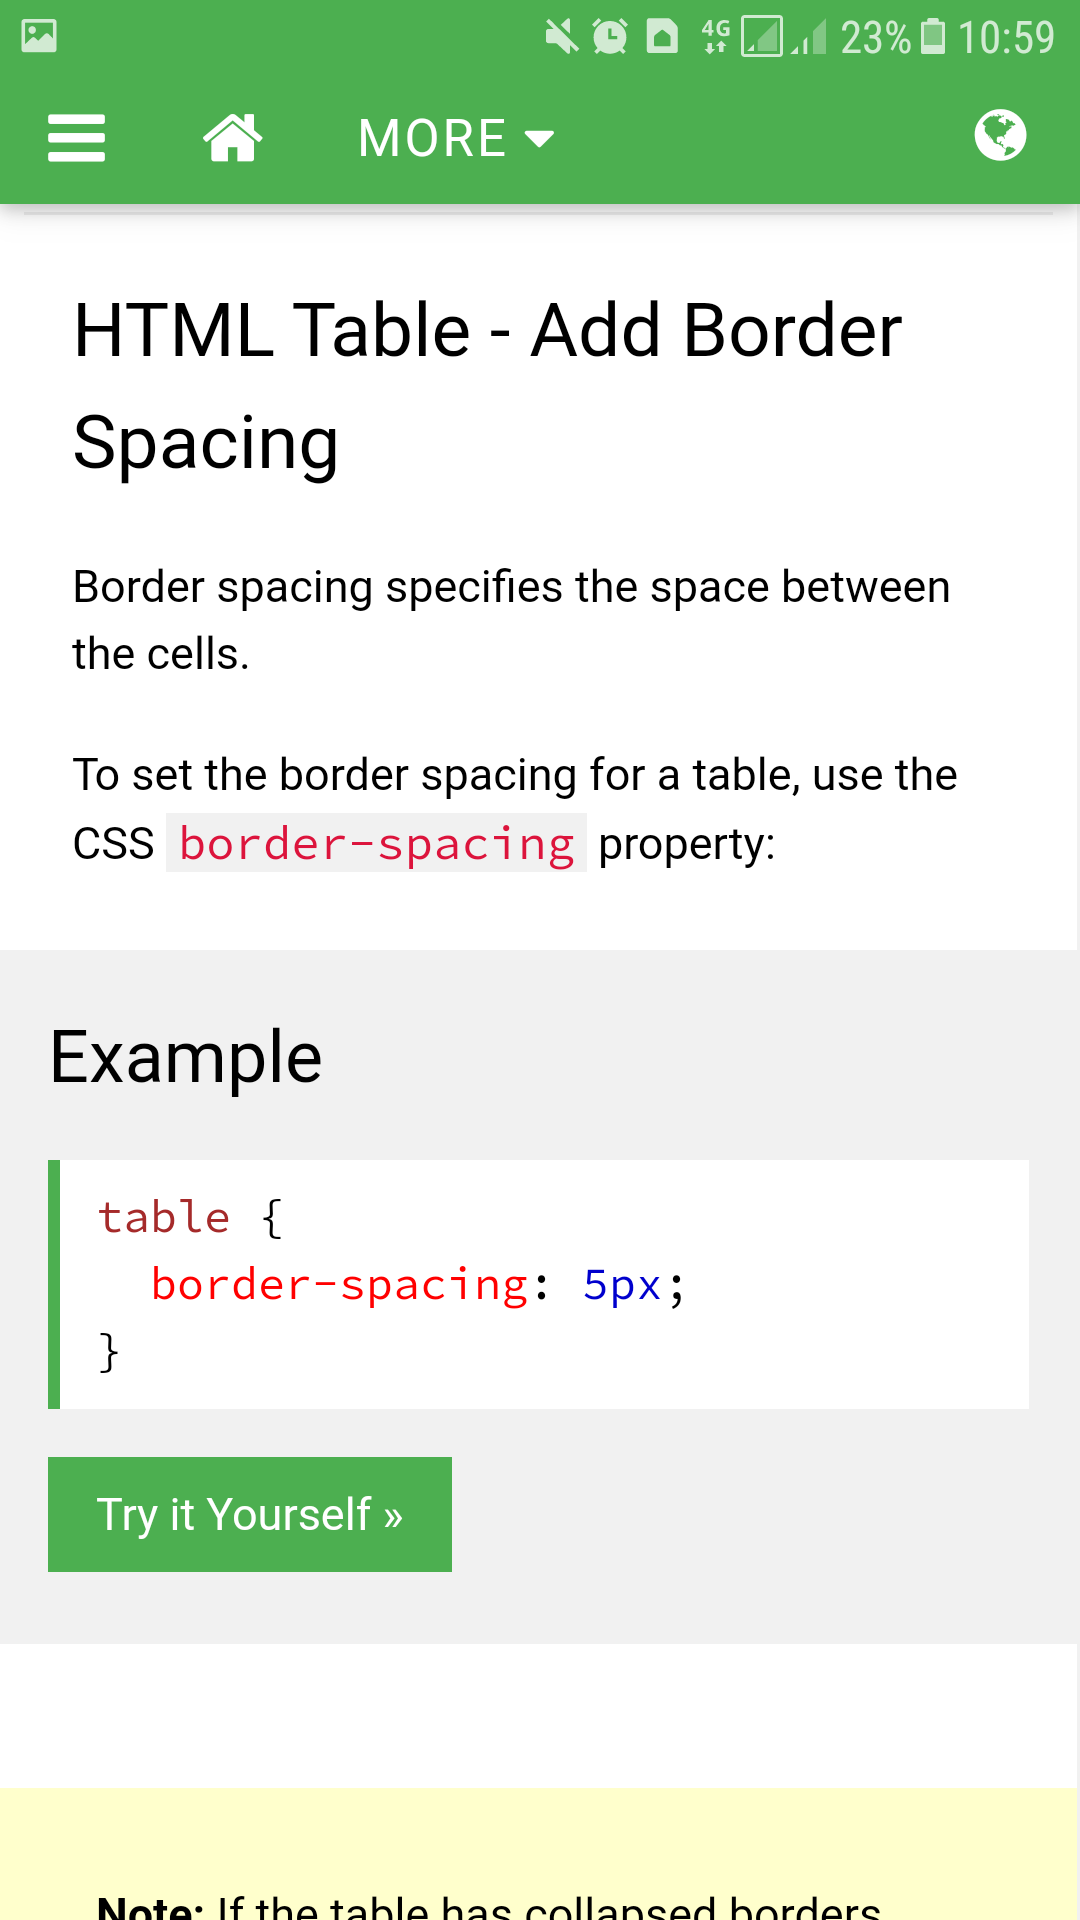 4G 23% 10:59
MORE
HTML Table - Add Border
Spacing
Border spacing specifies the space between
the cells.
To set the border spacing for a table, use the
CSS border-spacing property:
Example
table {
  border-spacing: 5px;
}
Try it Yourself »
Note: If the table has collapsed borders